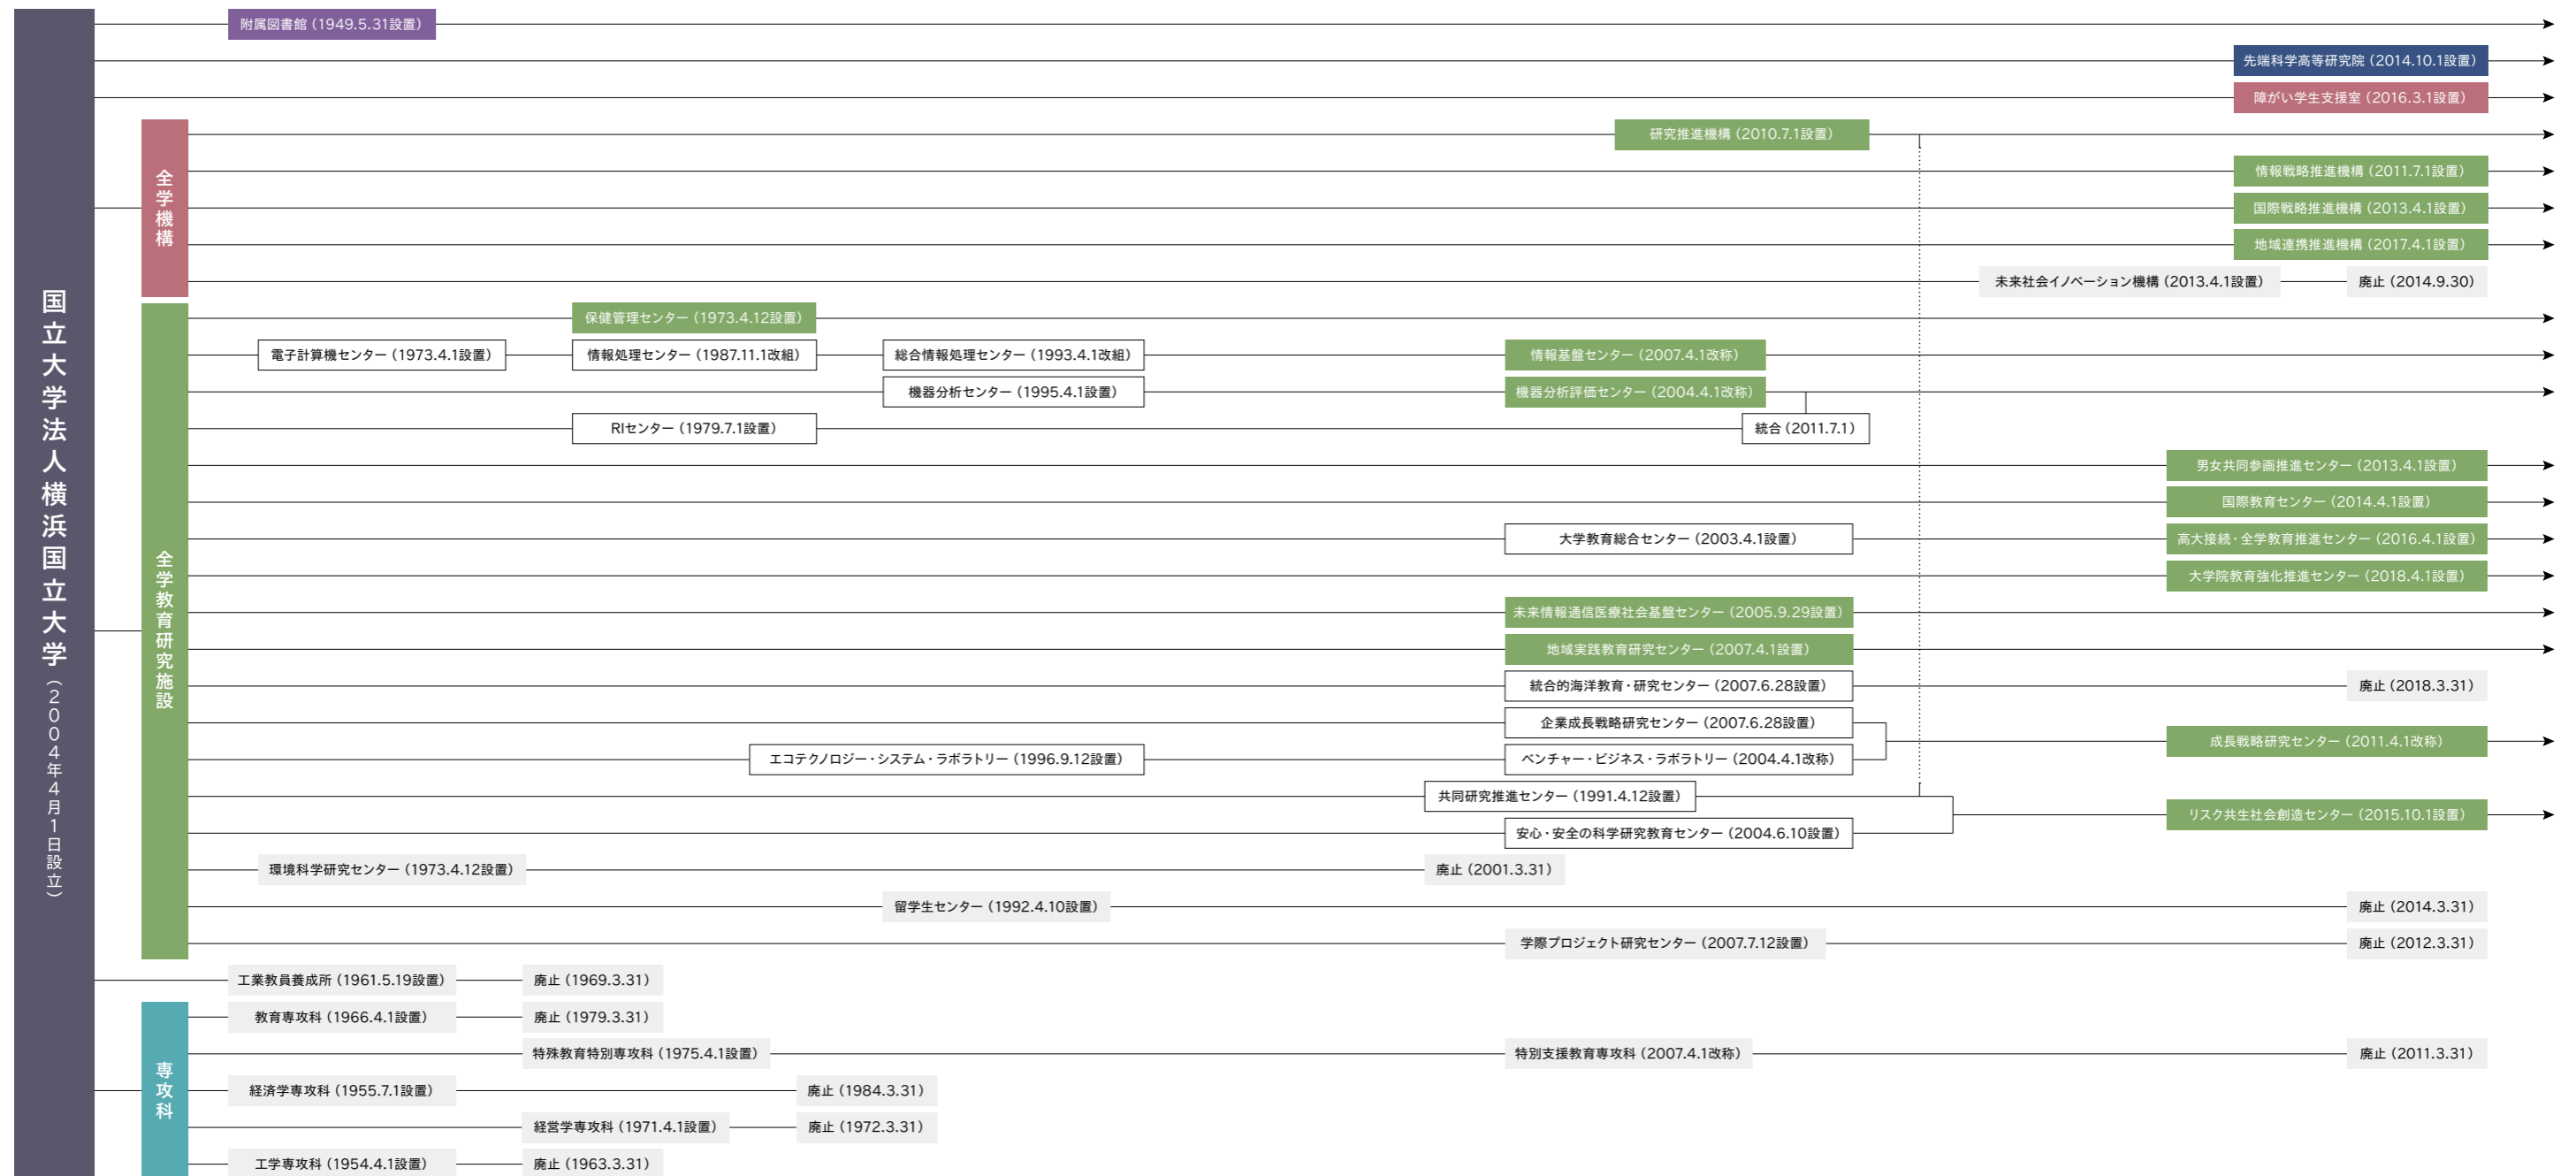 国立大学法人横浜国立大学（2004年4月1日設立）
附属図書館（1949.5.31設置）
先端科学高等研究院（2014.10.1設置）
障がい学生支援室（2016.3.1設置）
全学機構
研究推進機構（2010.7.1設置）
情報戦略推進機構（2011.7.1設置）
国際戦略推進機構（2013.4.1設置）
地域連携推進機構（2017.4.1設置）
未来社会イノベーション機構（2013.4.1設置） 廃止（2014.9.30）
全学教育研究施設
保健管理センター（1973.4.12設置）
電子計算機センター（1973.4.1設置） 情報処理センター（1987.11.1改組） 総合情報処理センター（1993.4.1改組） 情報基盤センター（2007.4.1改称）
機器分析センター（1995.4.1設置） 機器分析評価センター（2004.4.1改称）
RIセンター（1979.7.1設置） 統合（2011.7.1）
男女共同参画推進センター（2013.4.1設置）
国際教育センター（2014.4.1設置）
大学教育総合センター（2003.4.1設置） 高大接続・全学教育推進センター（2016.4.1設置）
大学院教育強化推進センター（2018.4.1設置）
未来情報通信医療社会基盤センター（2005.9.29設置）
地域実践教育研究センター（2007.4.1設置）
統合的海洋教育・研究センター（2007.6.28設置） 廃止（2018.3.31）
企業成長戦略研究センター（2007.6.28設置）
成長戦略研究センター（2011.4.1改称）
エコテクノロジー・システム・ラボラトリー（1996.9.12設置） ベンチャー・ビジネス・ラボラトリー（2004.4.1改称）
共同研究推進センター（1991.4.12設置）
リスク共生社会創造センター（2015.10.1設置）
安心・安全の科学研究教育センター（2004.6.10設置）
環境科学研究センター（1973.4.12設置） 廃止（2001.3.31）
留学生センター（1992.4.10設置） 廃止（2014.3.31）
学際プロジェクト研究センター（2007.7.12設置） 廃止（2012.3.31）
工業教員養成所（1961.5.19設置） 廃止（1969.3.31）
専攻科
教育専攻科（1966.4.1設置） 廃止（1979.3.31）
特殊教育特別専攻科（1975.4.1設置） 特別支援教育専攻科（2007.4.1改称） 廃止（2011.3.31）
経済学専攻科（1955.7.1設置） 廃止（1984.3.31）
経営学専攻科（1971.4.1設置） 廃止（1972.3.31）
工学専攻科（1954.4.1設置） 廃止（1963.3.31）